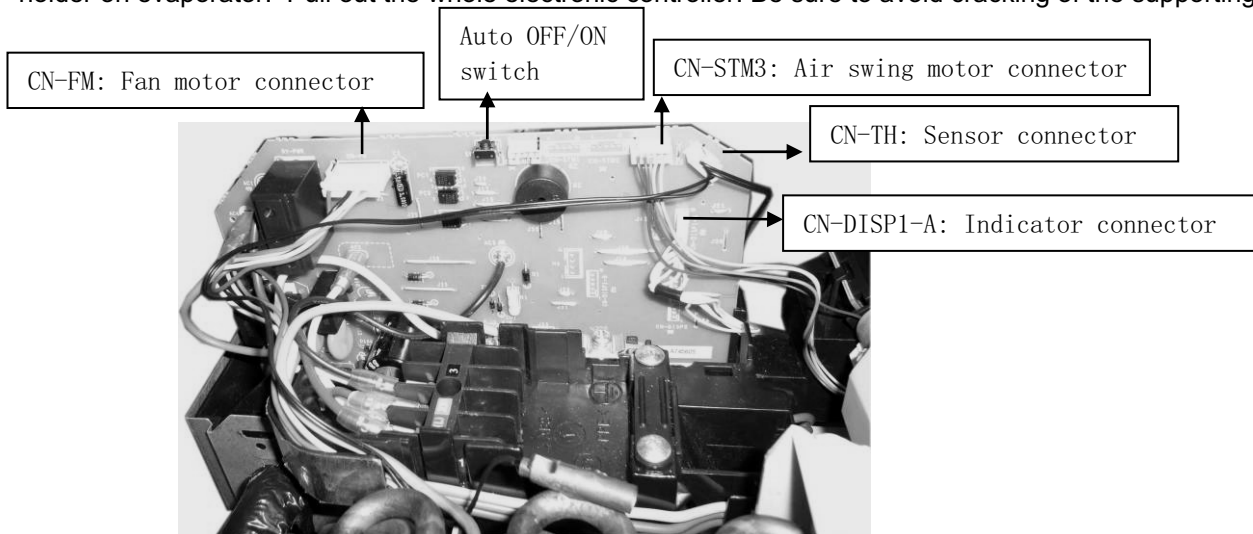 holder on evaporator. Pull out the whole electronic controller. Be sure to avoid cracking of the supporting
Auto OFF/ON
switch
CN-FM: Fan motor connector
CN-STM3: Air swing motor connector
CN-TH: Sensor connector
CN-DISP1-A: Indicator connector
3